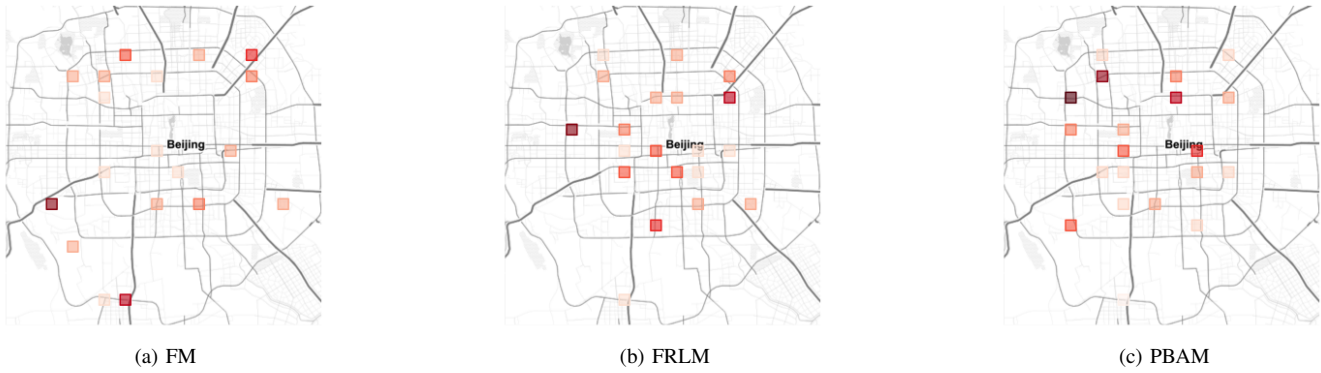 Beijing
Beijing
Beijing
(a) FM
(b) FRLM
(c) PBAM